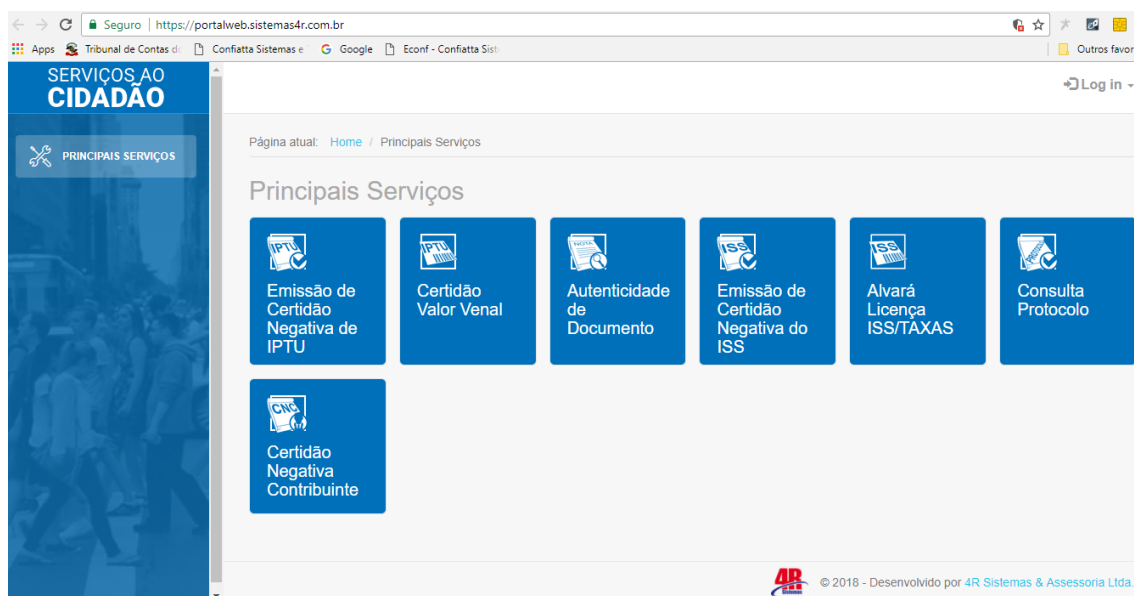 Seguro | https://portalweb.sistemas4r.com.br
Apps Tribunal de Contas d Confiatta Sistemas e Google Econf - Confiatta Sist Outros favor
SERVIÇOS AO
CIDADÃO
Log in
PRINCIPAIS SERVIÇOS
Página atual: Home / Principais Serviços
Principais Serviços
IPTU
Emissão de
Certidão
Negativa de
IPTU
IPTU
Certidão
Valor Venal
NOTA
Autenticidade
de
Documento
ISS
Emissão de
Certidão
Negativa do
ISS
ISS
Alvará
Licença
ISS/TAXAS
Consulta
Protocolo
CNC
Certidão
Negativa
Contribuinte
4R
Sistemas
© 2018 - Desenvolvido por 4R Sistemas & Assessoria Ltda.